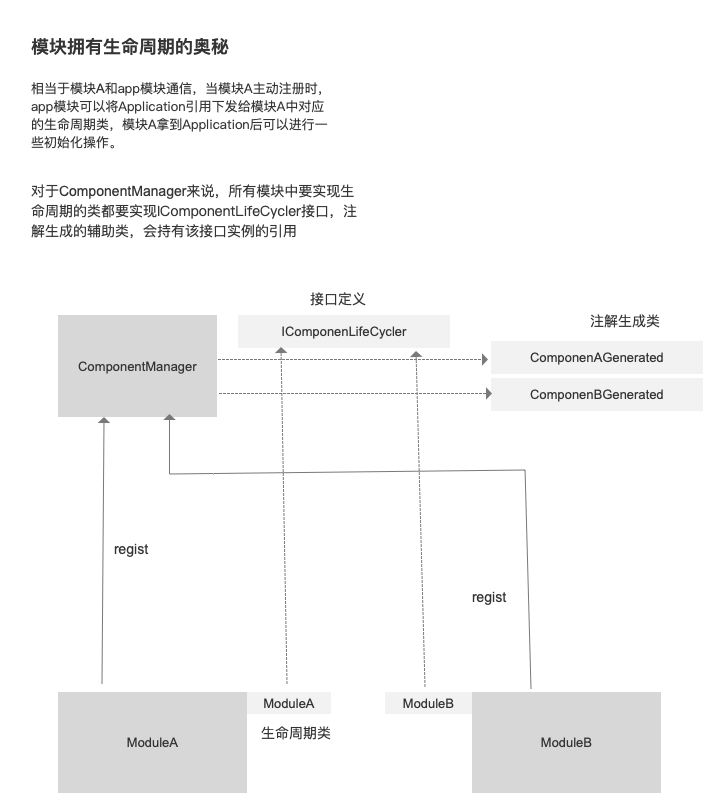 模块拥有生命周期的奥秘
相当于模块A和app模块通信，当模块A主动注册时，
app模块可以将Application引用下发给模块A中对应
的生命周期类，模块A拿到Application后可以进行一
些初始化操作。
对于ComponentManager来说，所有模块中要实现生
命周期的类都要实现IComponentLifeCycler接口，注
解生成的辅助类，会持有该接口实例的引用
接口定义
注解生成类
IComponenLifeCycler
ComponentManager
ComponenAGenerated
ComponenBGenerated
regist
regist
ModuleA
ModuleB
生命周期类
ModuleA
ModuleB